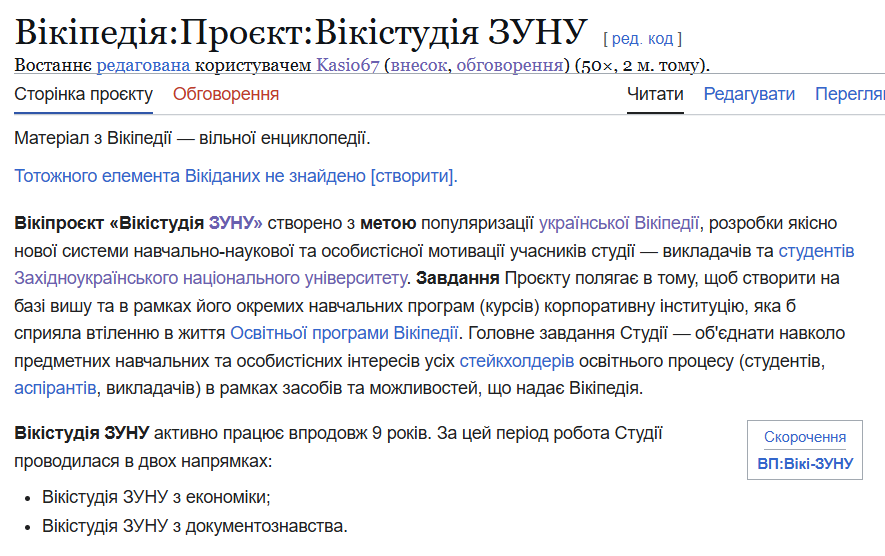 Вікіпедія:Проєкт:Вікістудія ЗУНУ [ ред. код ]
Востаннє редагована користувачем Kasio67 (внесок, обговорення) (50×, 2 м. тому).
Сторінка проєкту Обговорення Читати Редагувати Перегля
Матеріал з Вікіпедії — вільної енциклопедії.
Тотожного елемента Вікіданих не знайдено [створити].
Вікіпроєкт «Вікістудія ЗУНУ» створено з метою популяризації української Вікіпедії, розробки якісно
нової системи навчально-наукової та особистісної мотивації учасників студії — викладачів та студентів
Західноукраїнського національного університету. Завдання Проєкту полягає в тому, щоб створити на
базі вишу та в рамках його окремих навчальних програм (курсів) корпоративну інституцію, яка б
сприяла втіленню в життя Освітньої програми Вікіпедії. Головне завдання Студії — об'єднати навколо
предметних навчальних та особистісних інтересів усіх стейкхолдерів освітнього процесу (студентів,
аспірантів, викладачів) в рамках засобів та можливостей, що надає Вікіпедія.
Вікістудія ЗУНУ активно працює впродовж 9 років. За цей період робота Студії
проводилася в двох напрямках:
Вікістудія ЗУНУ з економіки;
Вікістудія ЗУНУ з документознавства.
Скорочення
ВП:Вікі-ЗУНУ